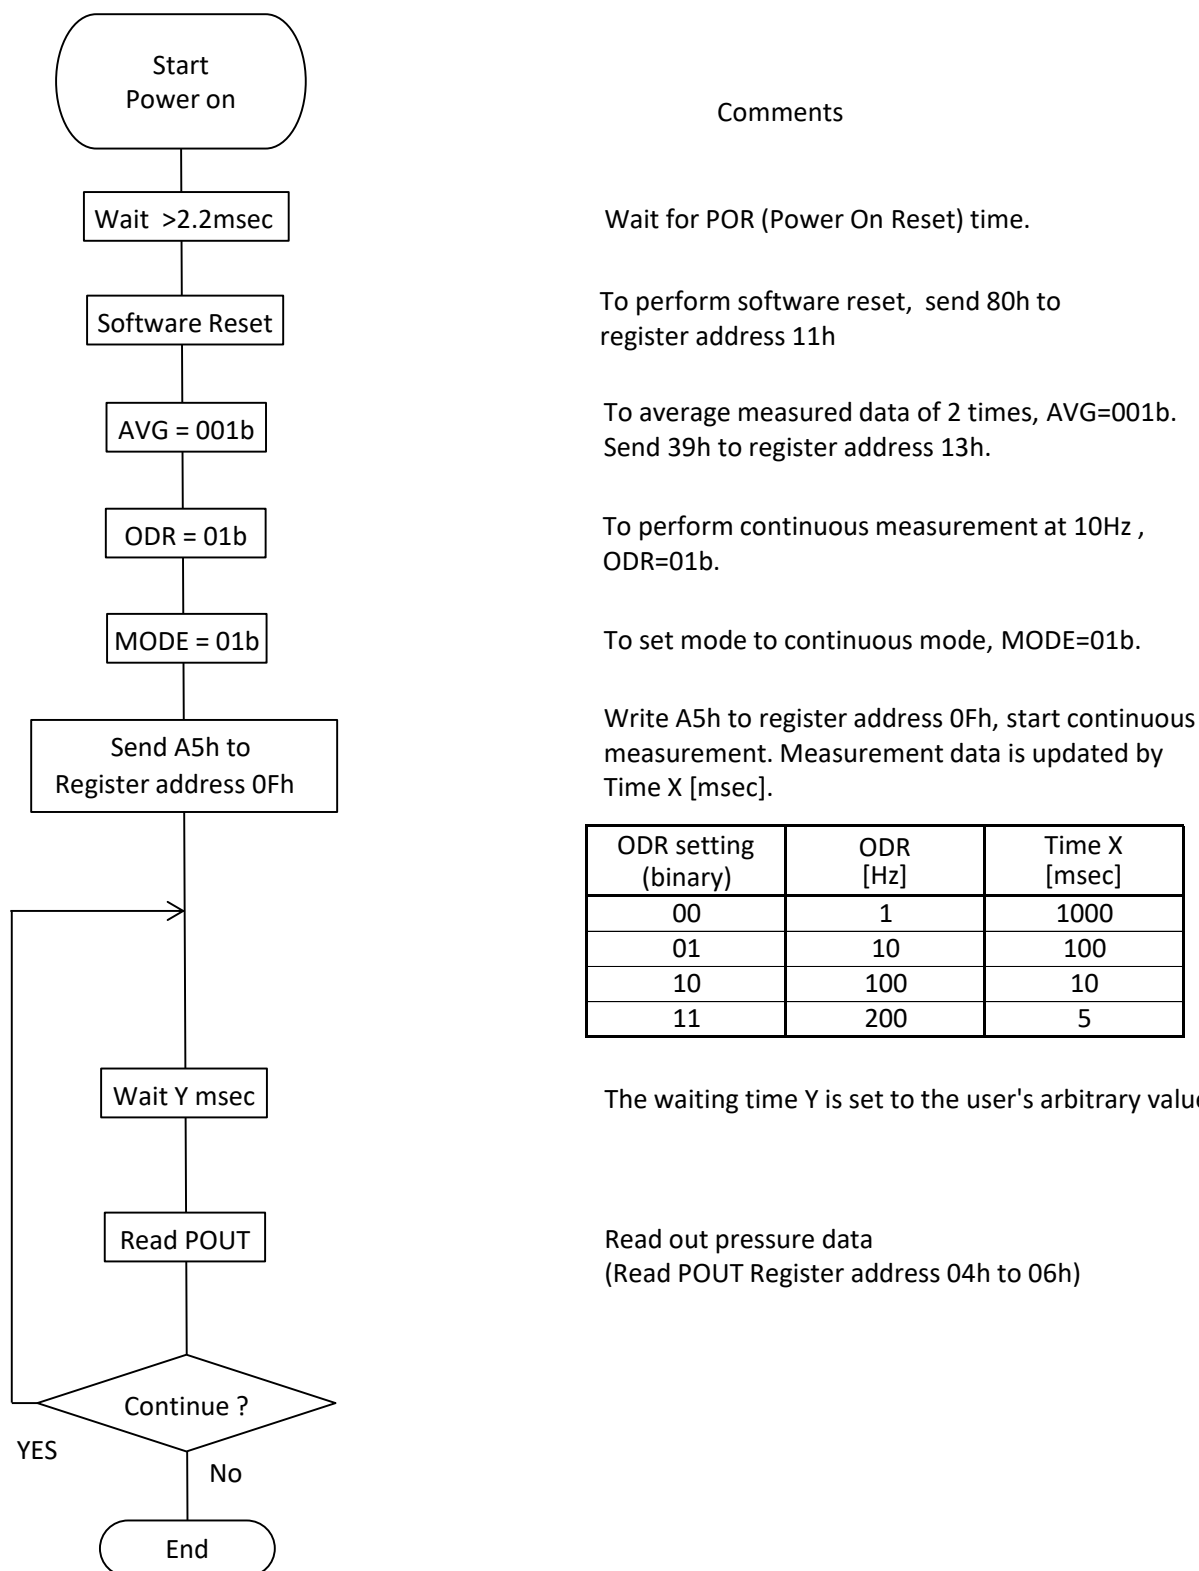 Start
Power on
Comments
Wait >2.2msec
Wait for POR (Power On Reset) time.
Software Reset
To perform software reset, send 80h to
register address 11h
AVG = 001b
To average measured data of 2 times, AVG=001b.
Send 39h to register address 13h.
ODR = 01b
To perform continuous measurement at 10Hz ,
ODR=01b.
MODE = 01b
To set mode to continuous mode, MODE=01b.
Send A5h to
Register address 0Fh
Write A5h to register address 0Fh, start continuous
measurement. Measurement data is updated by
Time X [msec].
ODR setting
(binary)
ODR
[Hz]
Time X
[msec]
00 1 1000
01 10 100
10 100 10
11 200 5
Wait Y msec
The waiting time Y is set to the user's arbitrary value
Read POUT
Read out pressure data
(Read POUT Register address 04h to 06h)
Continue ?
YES
No
End